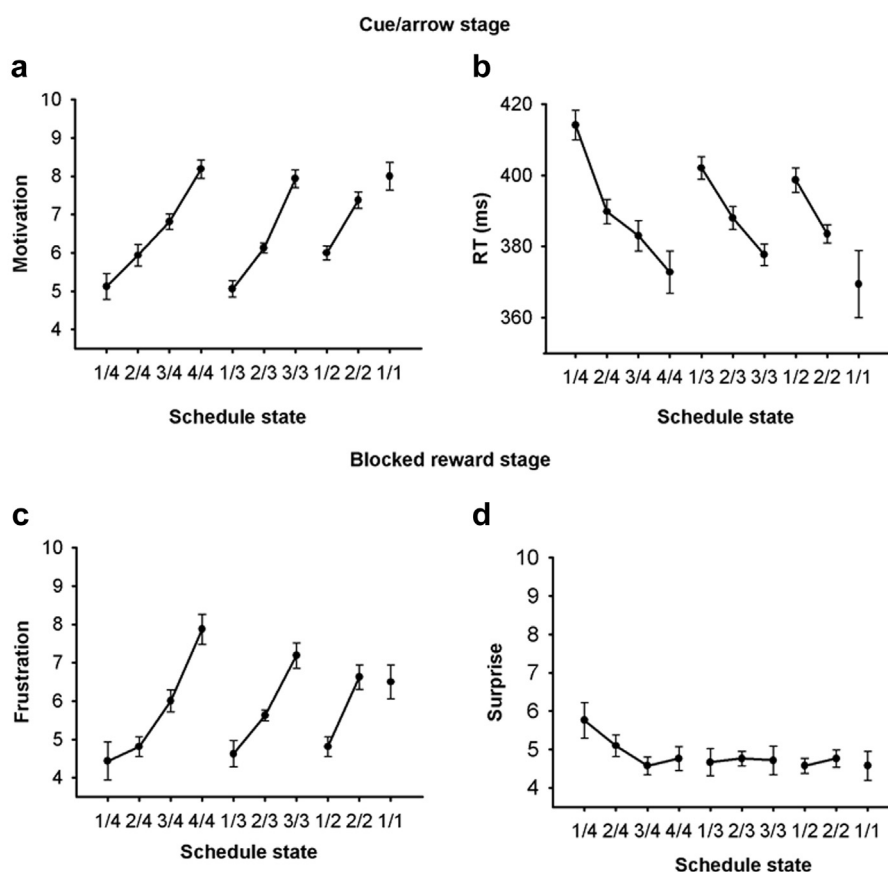 Cue/arrow stage
a
b
10
9
8
7
6
5
4
Motivation
1/4 2/4 3/4 4/4 1/3 2/3 3/3 1/2 2/2 1/1
Schedule state
420
400
380
360
RT (ms)
1/4 2/4 3/4 4/4 1/3 2/3 3/3 1/2 2/2 1/1
Schedule state
Blocked reward stage
c
d
10
9
8
7
6
5
4
Frustration
1/4 2/4 3/4 4/4 1/3 2/3 3/3 1/2 2/2 1/1
Schedule state
10
9
8
7
6
5
4
Surprise
1/4 2/4 3/4 4/4 1/3 2/3 3/3 1/2 2/2 1/1
Schedule state